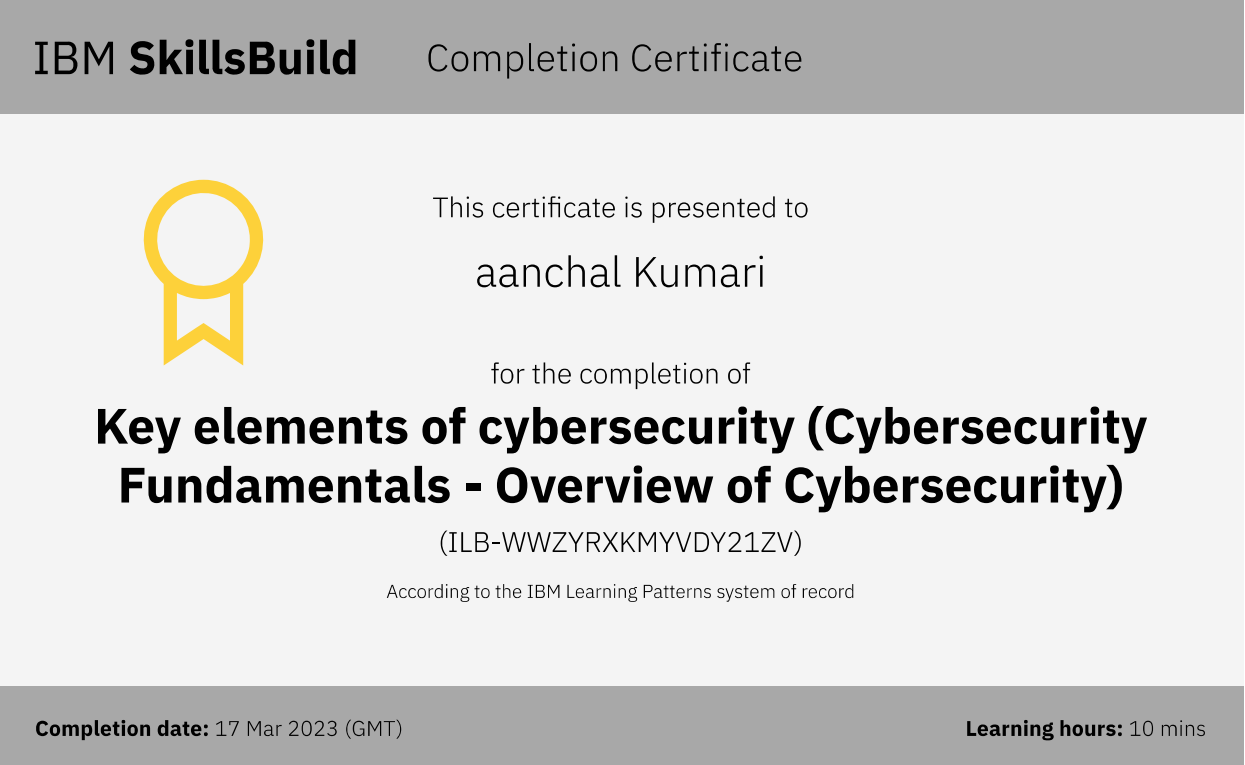 IBM SkillsBuild Completion Certificate
This certificate is presented to
aanchal Kumari
for the completion of
Key elements of cybersecurity (Cybersecurity
Fundamentals - Overview of Cybersecurity)
(ILB-WWZYRXKMYVDY21ZV)
According to the IBM Learning Patterns system of record
Completion date: 17 Mar 2023 (GMT) Learning hours: 10 mins